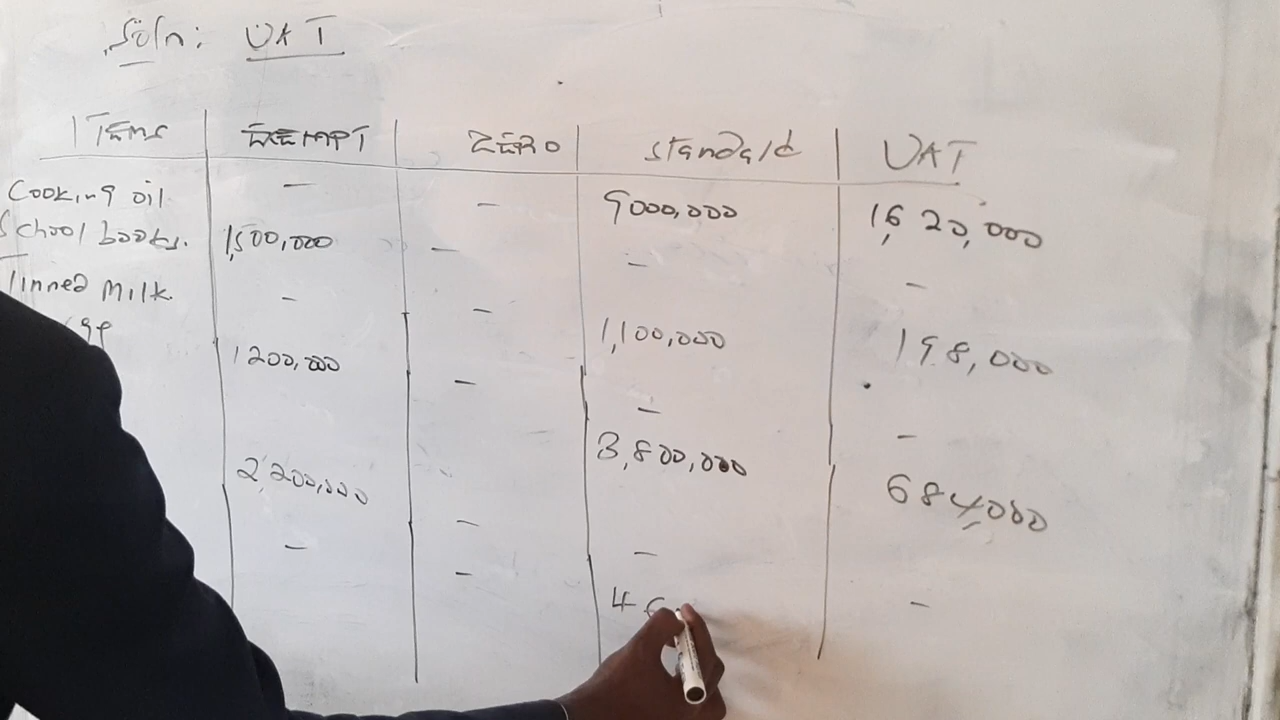 Soln: VAT
ITEMS EXEMPT ZERO Standard VAT
Cooking oil - - 9000,000 1,620,000
School books. 1,500,000 - - -
Tinned Milk - - 1,100,000 198,000
1200,000 - - -
3,800,000 684,000
2,200,000 - - -
- - 4